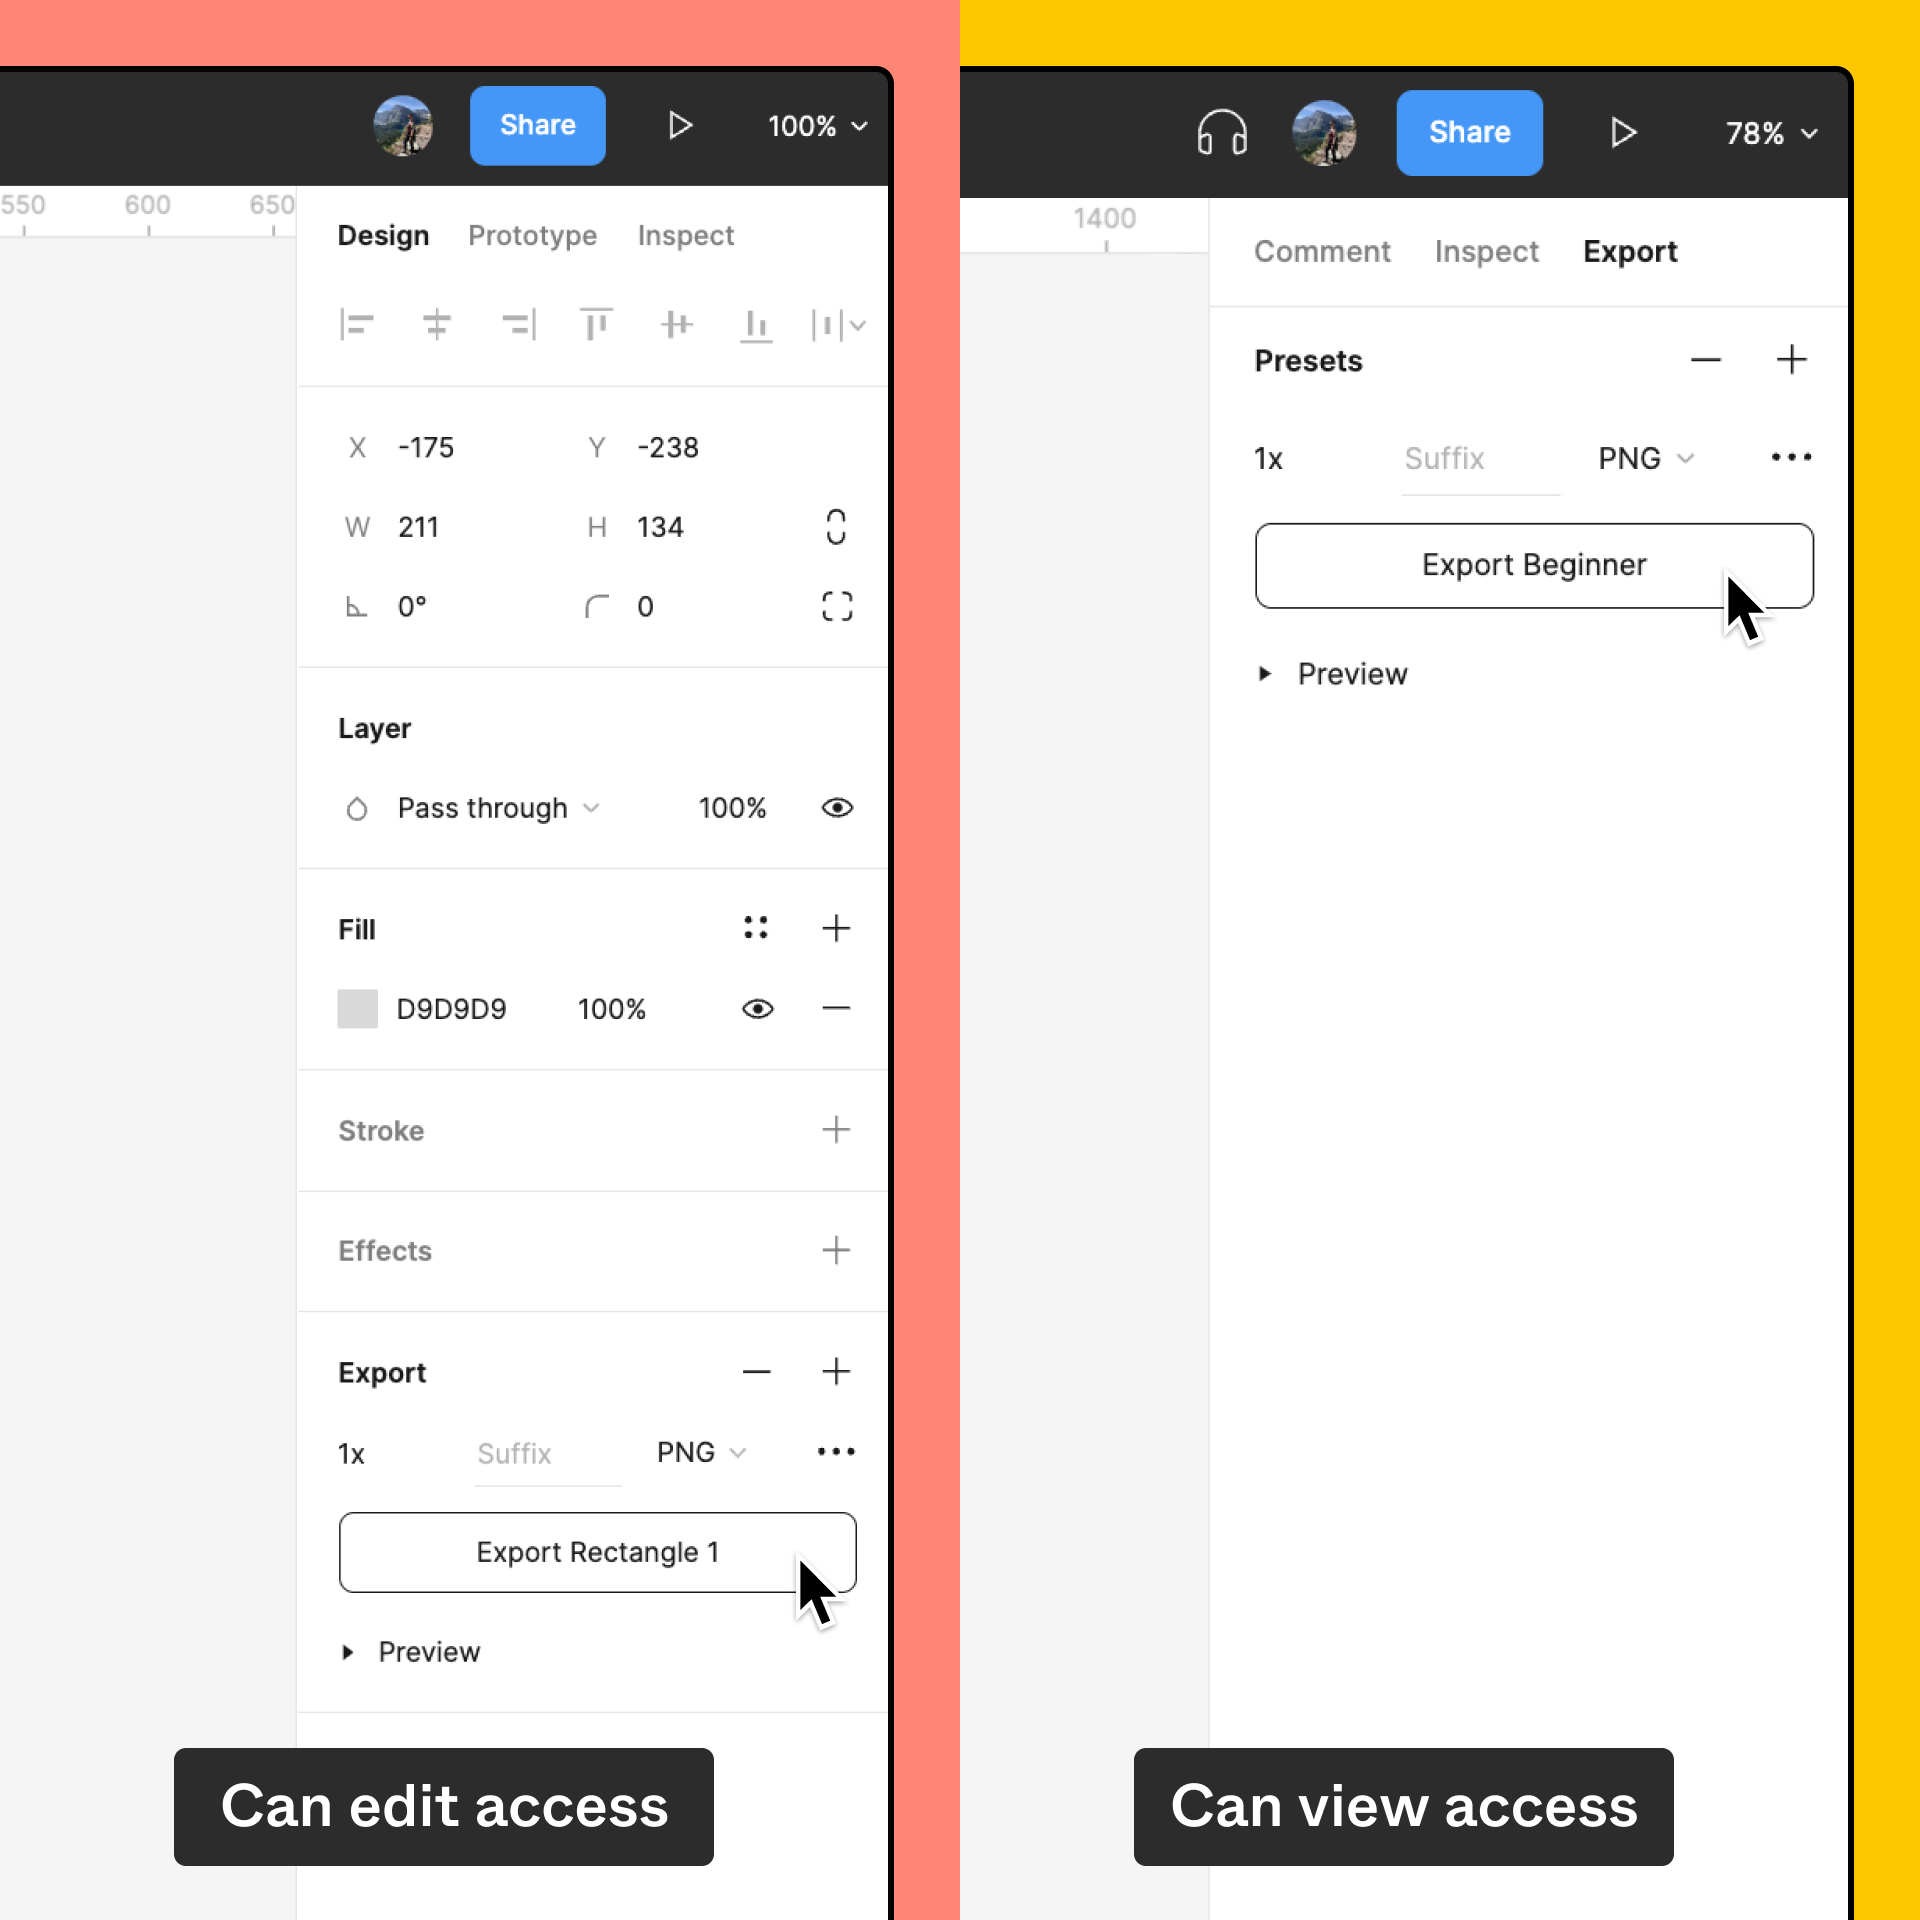 Share
100%
550 600 650
Design Prototype Inspect
X -175 Y -238
W 211 H 134
0° 0
Layer
Pass through 100%
Fill
D9D9D9 100%
Stroke
Effects
Export
1x Suffix PNG
Export Rectangle 1
Preview
Can edit access
Share
78%
1400
Comment Inspect Export
Presets
1x Suffix PNG
Export Beginner
Preview
Can view access